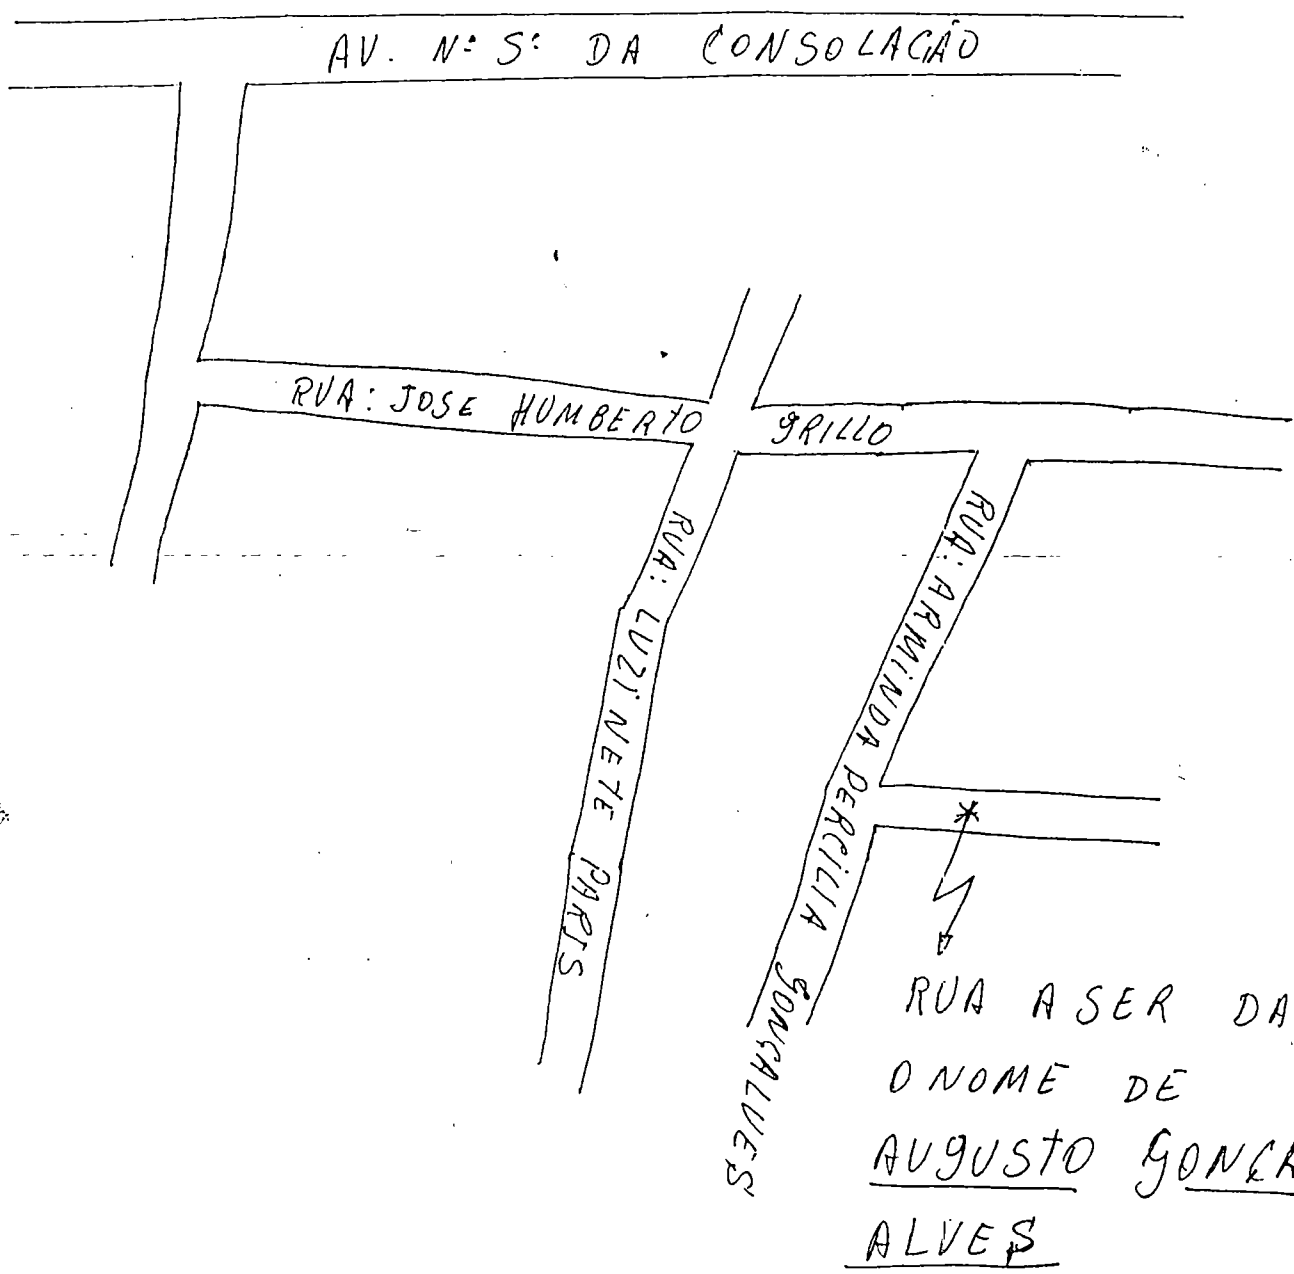 AV. Nª Sª DA CONSOLAÇÃO
RUA: JOSE HUMBERTO GRILLO
RUA: LUZINETE PARIS
RUA: ARMINDA PERCILIA GONÇALVES
RUA A SER DA
O NOME DE
AUGUSTO GONÇA
ALVES